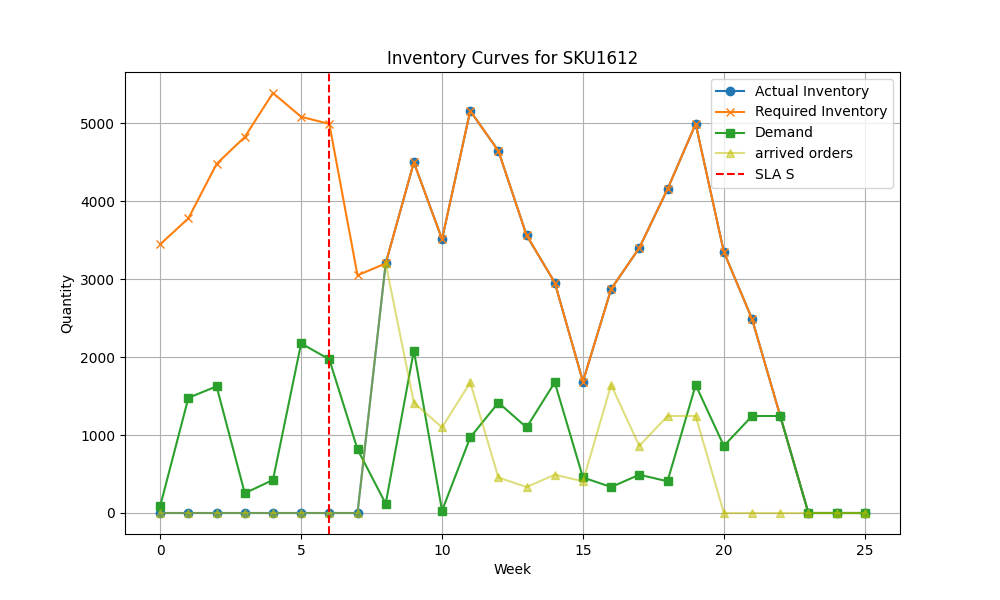 Inventory Curves for SKU1612
Actual Inventory
Required Inventory
Demand
arrived orders
SLA S
Quantity
5000
4000
3000
2000
1000
0
0 5 10 15 20 25
Week